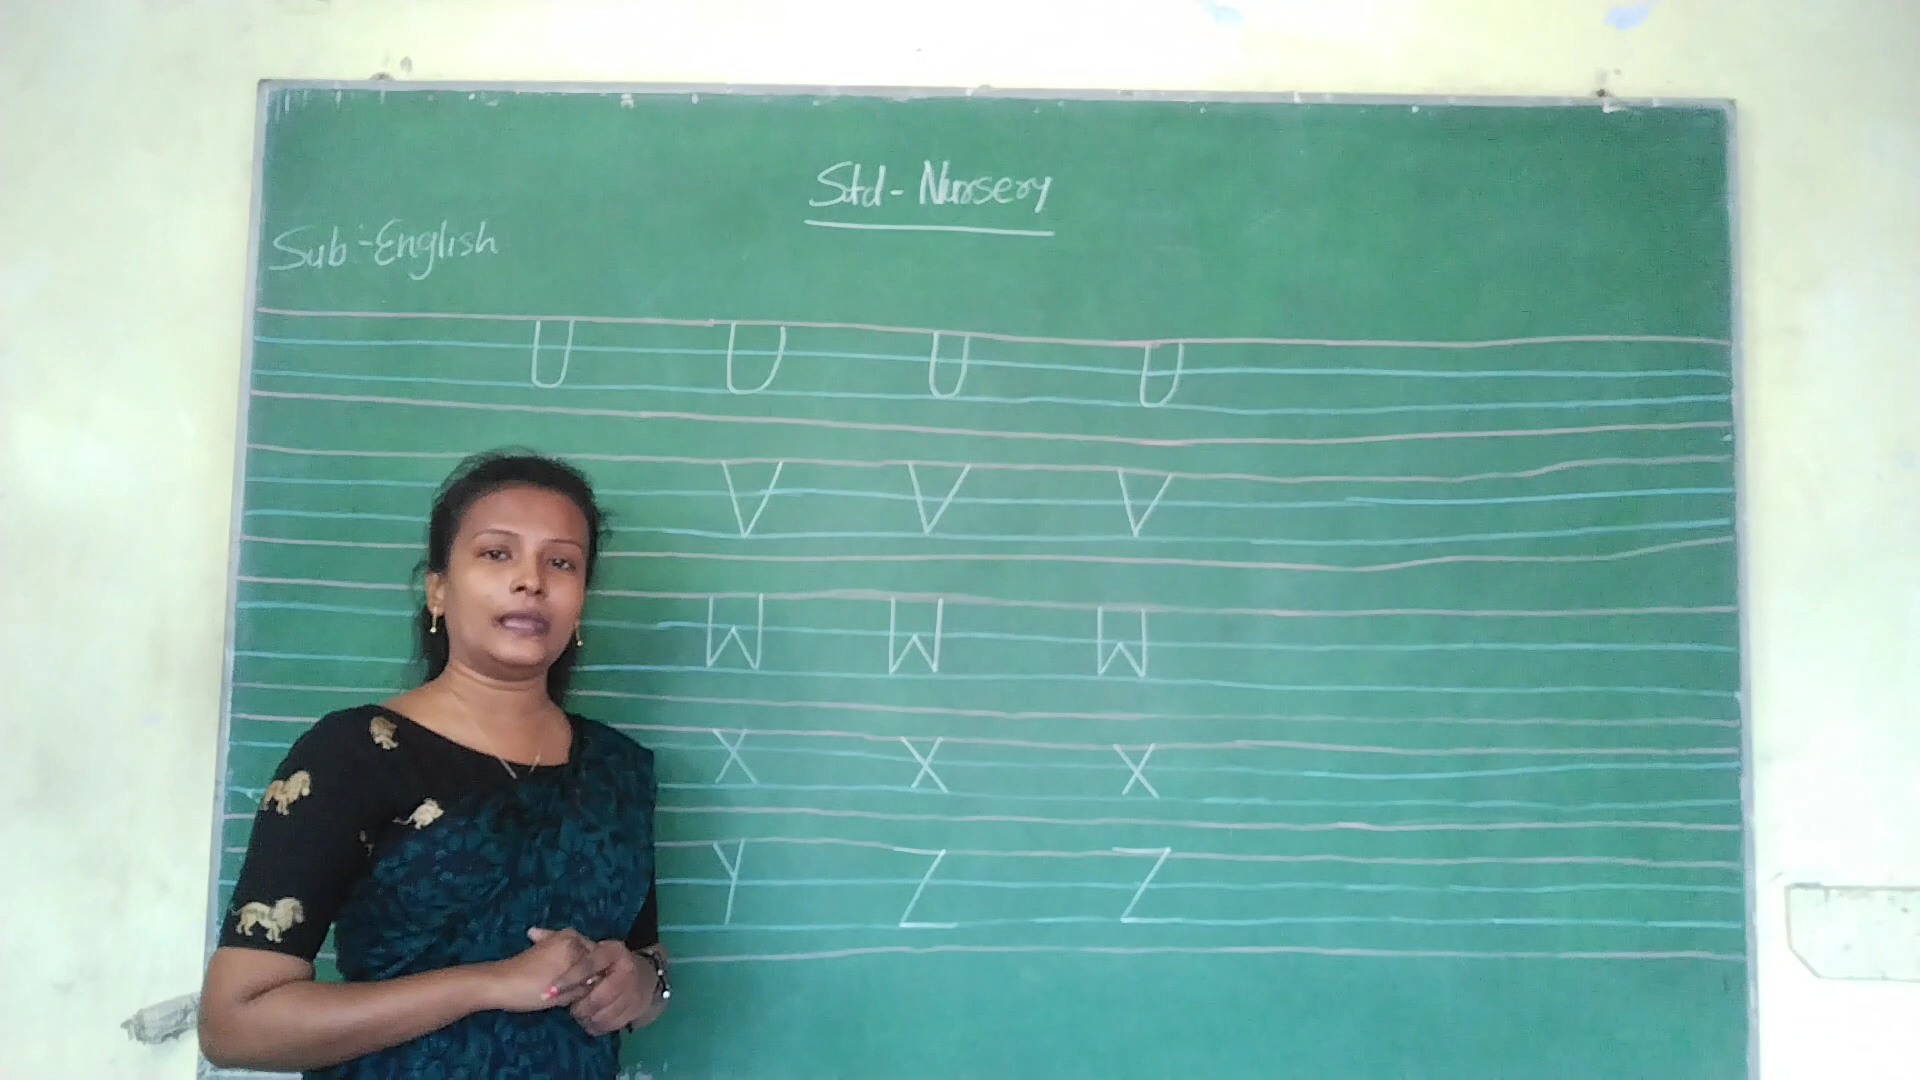 Std - Nursery
Sub :- English
U U U U
V V V
W W W
X X X
Y Z Z